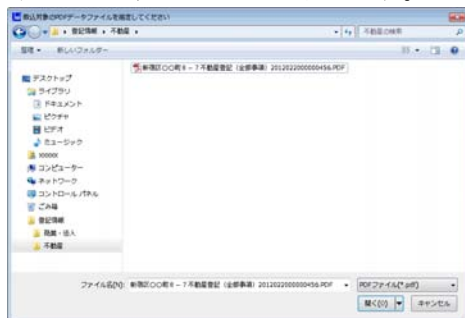 取込対象のPDFデータファイルを指定してください
登記情報 ▸ 不動産 ▸
不動産の検索
整理 ▼ 新しいフォルダー
デスクトップ
新宿区〇〇町8－7不動産登記（全部事項）2012022000000456.PDF
ライブラリ
ドキュメント
ピクチャ
ビデオ
ミュージック
xxxxxx
コンピューター
ネットワーク
コントロール パネル
ごみ箱
登記情報
商業・法人
不動産
ファイル名(N): 新宿区〇〇町8－7不動産登記（全部事項）2012022000000456.PDF
PDFファイル(*.pdf)
開く(O) キャンセル